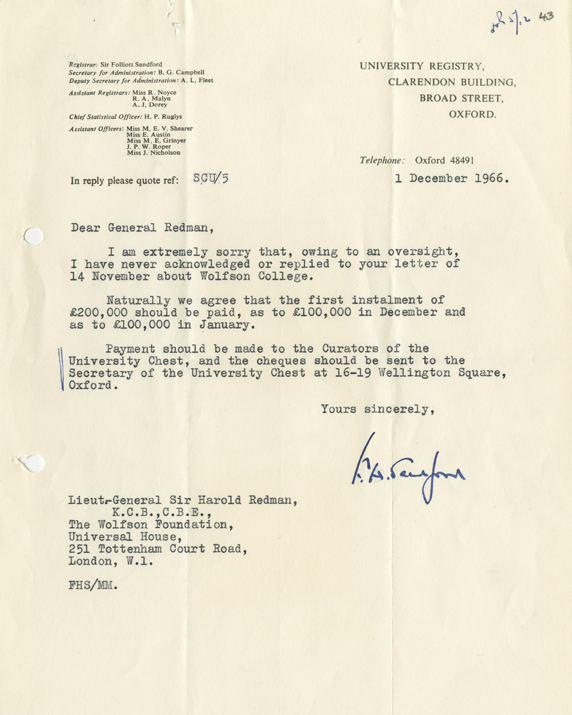 43
Registrar: Sir Folliott Sandford
Secretary for Administration: B. G. Campbell
Deputy Secretary for Administration: A. L. Fleet
Assistant Registrars: Miss R. Noyce
R. A. Malyn
A. J. Dorey
Chief Statistical Officer: H. P. Ruglys
Assistant Officers: Miss M. E. V. Shearer
Miss E. Austin
Miss M. E. Grinyer
J. P. W. Roper
Miss J. Nicholson
In reply please quote ref: SCU/5
UNIVERSITY REGISTRY,
CLARENDON BUILDING,
BROAD STREET,
OXFORD.
Telephone: Oxford 48491
1 December 1966.
Dear General Redman,
I am extremely sorry that, owing to an oversight,
I have never acknowledged or replied to your letter of
14 November about Wolfson College.
Naturally we agree that the first instalment of
£200,000 should be paid, as to £100,000 in December and
as to £100,000 in January.
Payment should be made to the Curators of the
University Chest, and the cheques should be sent to the
Secretary of the University Chest at 16-19 Wellington Square,
Oxford.
Yours sincerely,
F.H. Sandford
Lieut-General Sir Harold Redman,
K.C.B.,C.B.E.,
The Wolfson Foundation,
Universal House,
251 Tottenham Court Road,
London, W.1.
FHS/MM.